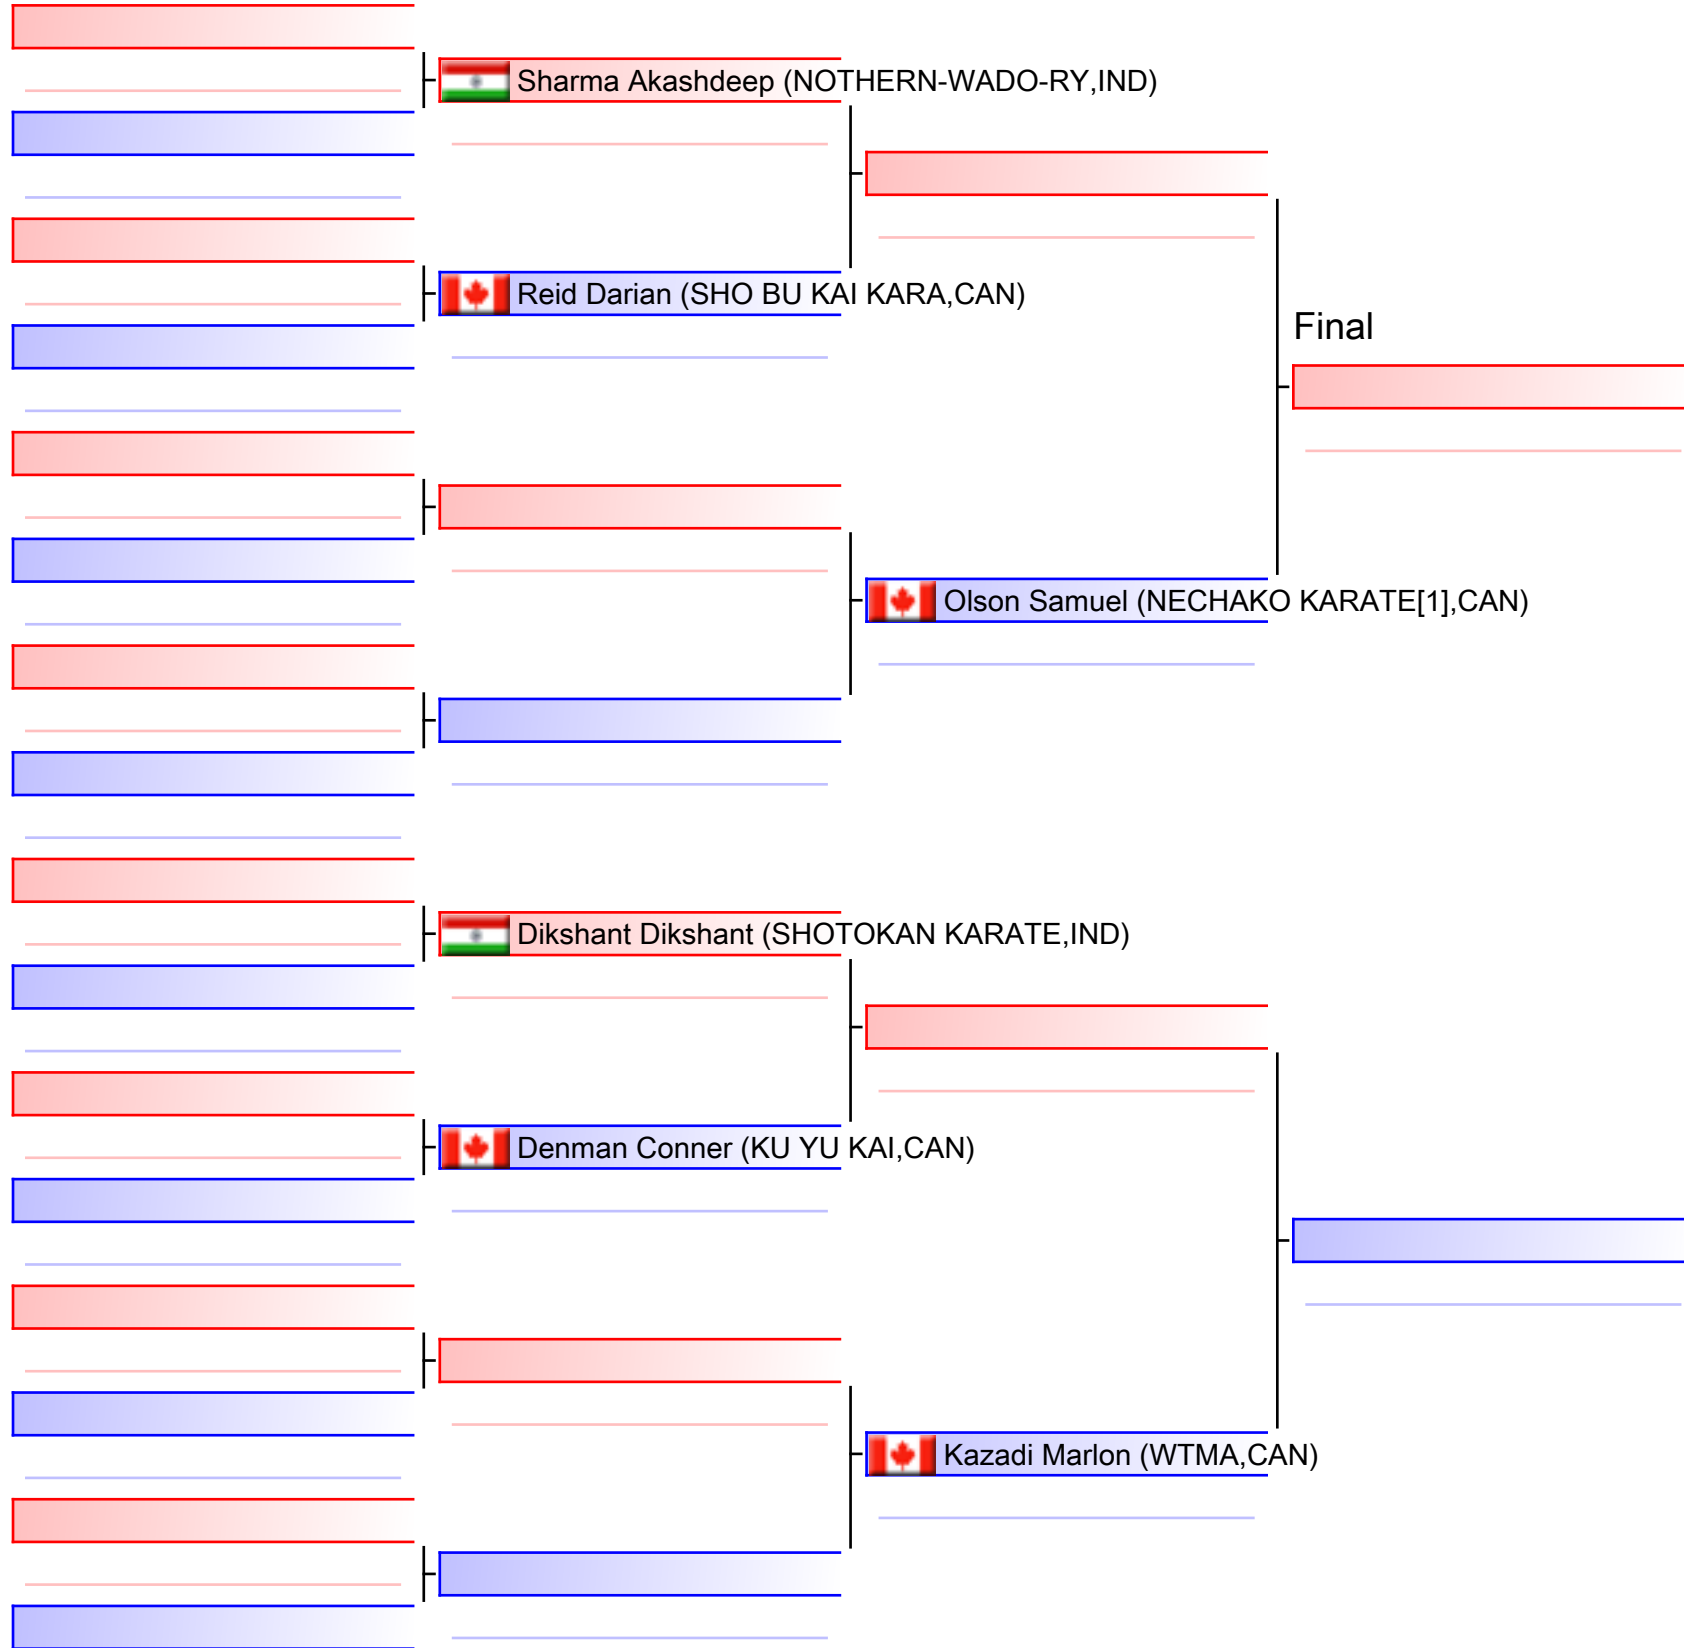 Sharma Akashdeep (NOTHERN-WADO-RY,IND)
Reid Darian (SHO BU KAI KARA,CAN)
Final
Olson Samuel (NECHAKO KARATE[1],CAN)
Dikshant Dikshant (SHOTOKAN KARATE,IND)
Denman Conner (KU YU KAI,CAN)
Kazadi Marlon (WTMA,CAN)